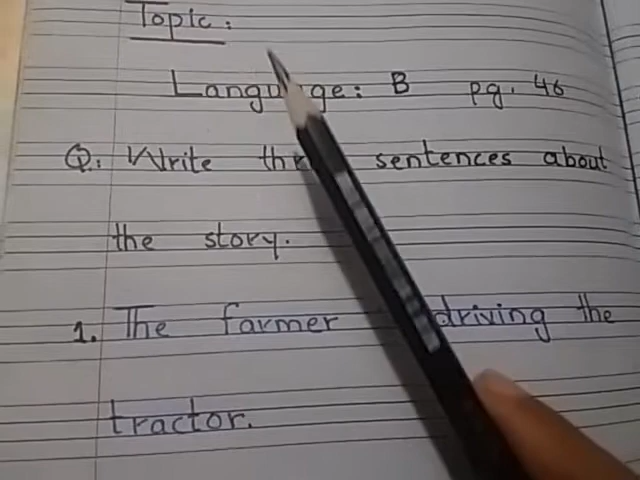 Topic:
Language: B pg. 46
Q: Write sentences about
the story.
1. The farmer driving the
tractor.